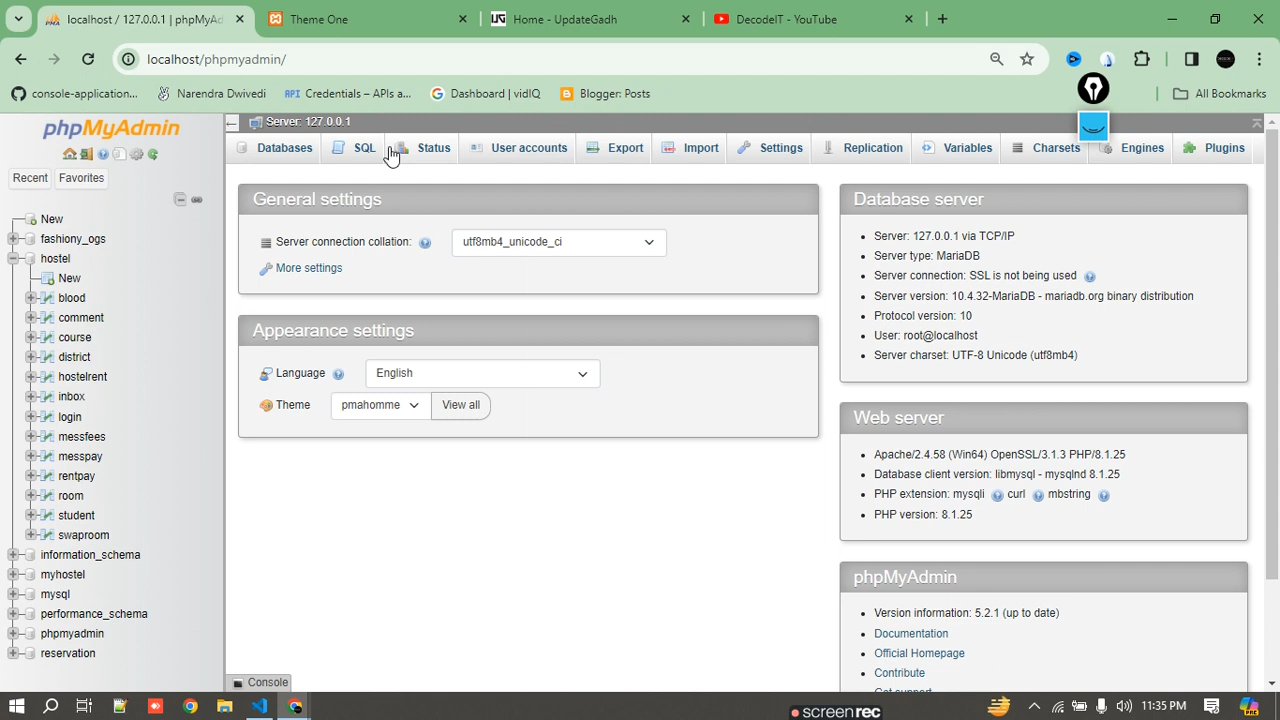 localhost / 127.0.0.1 | phpMyAd
Theme One
Home - UpdateGadh
DecodeIT - YouTube
localhost/phpmyadmin/
console-application...
Narendra Dwivedi
API Credentials – APIs a...
Dashboard | vidIQ
Blogger: Posts
All Bookmarks
phpMyAdmin
Server: 127.0.0.1
Databases
SQL
Status
User accounts
Export
Import
Settings
Replication
Variables
Charsets
Engines
Plugins
Recent
Favorites
New
fashiony_ogs
hostel
New
blood
comment
course
district
hostelrent
inbox
login
messfees
messpay
rentpay
room
student
swaproom
information_schema
myhostel
mysql
performance_schema
phpmyadmin
reservation
General settings
Server connection collation:
utf8mb4_unicode_ci
More settings
Appearance settings
Language
English
Theme
pmahomme
View all
Database server
Server: 127.0.0.1 via TCP/IP
Server type: MariaDB
Server connection: SSL is not being used
Server version: 10.4.32-MariaDB - mariadb.org binary distribution
Protocol version: 10
User: root@localhost
Server charset: UTF-8 Unicode (utf8mb4)
Web server
Apache/2.4.58 (Win64) OpenSSL/3.1.3 PHP/8.1.25
Database client version: libmysql - mysqlnd 8.1.25
PHP extension: mysqli curl mbstring
PHP version: 8.1.25
phpMyAdmin
Version information: 5.2.1 (up to date)
Documentation
Official Homepage
Contribute
Get support
Console
screenrec
11:35 PM